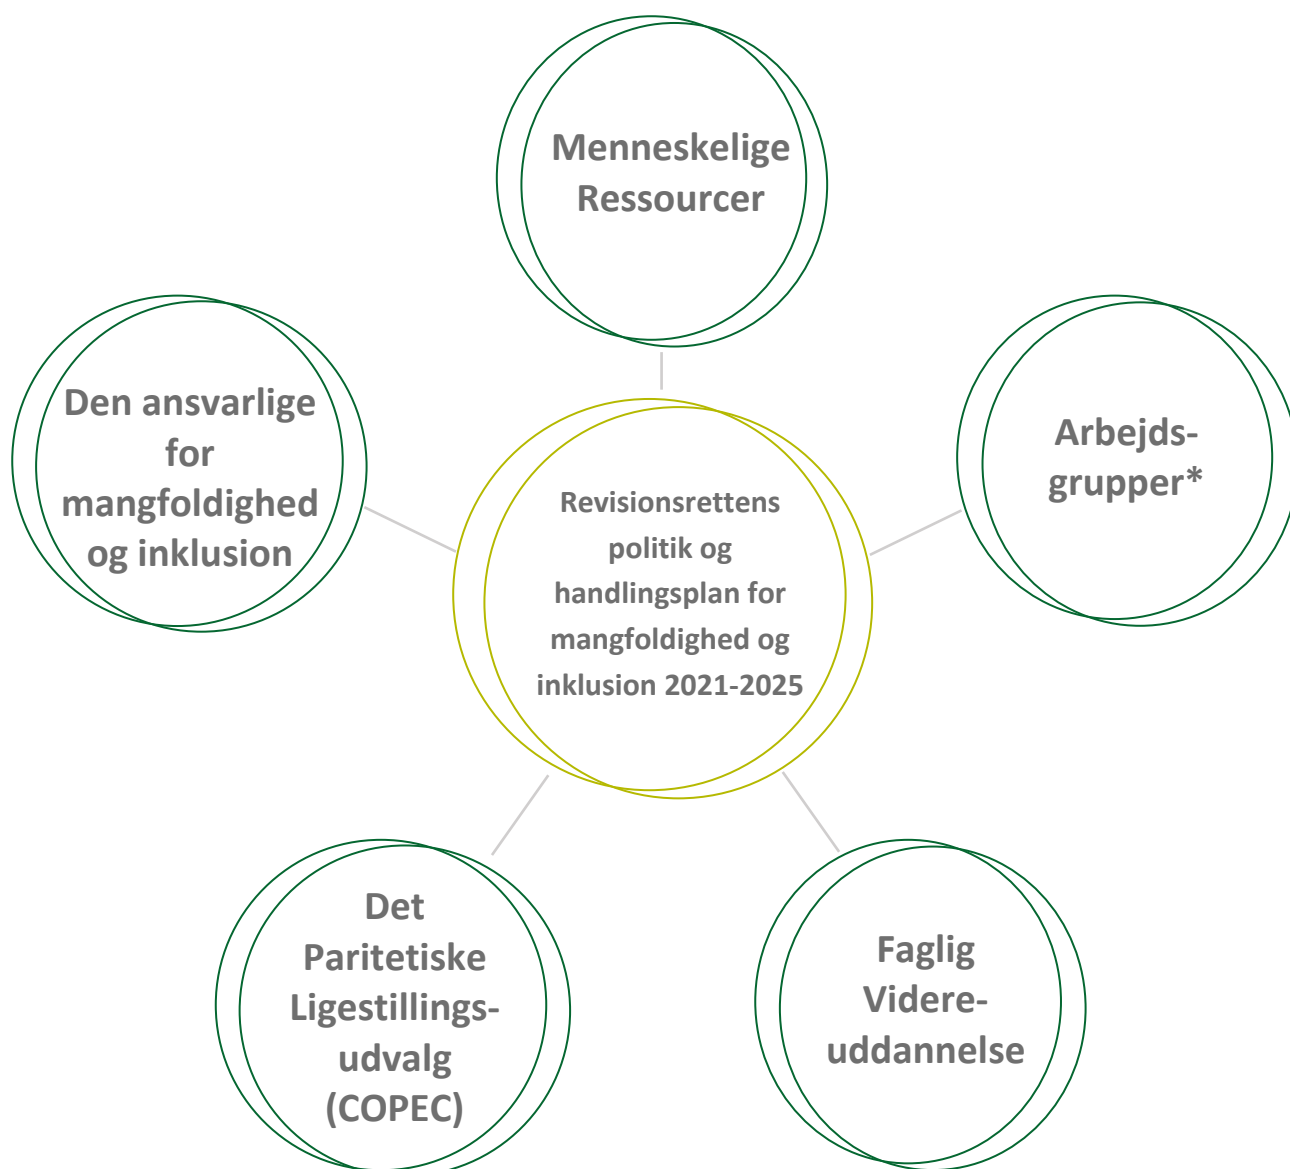 Menneskelige
Ressourcer
Den ansvarlige
for
mangfoldighed
og inklusion
Arbejds-
grupper*
Revisionsrettens
politik og
handlingsplan for
mangfoldighed og
inklusion 2021-2025
Det
Paritetiske
Ligestillings-
udvalg
(COPEC)
Faglig
Videre-
uddannelse